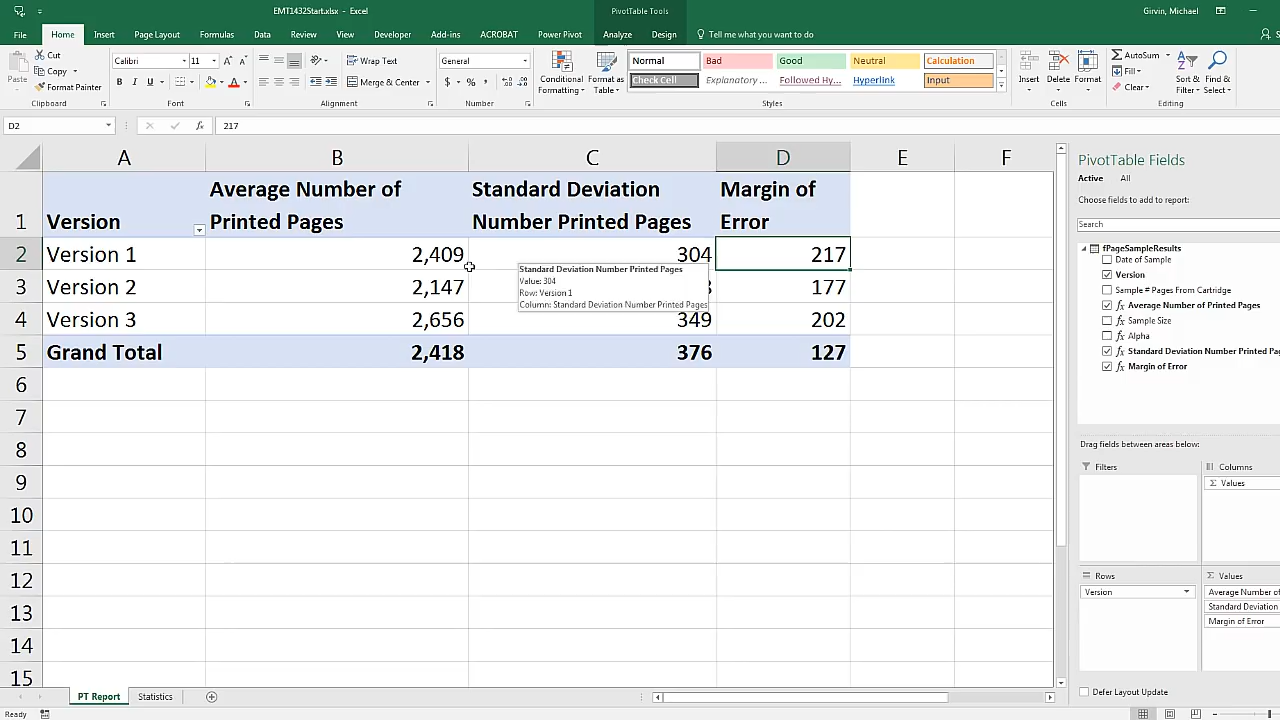 EMT1432Start.xlsx - Excel
PivotTable Tools
Girvin, Michael
File Home Insert Page Layout Formulas Data Review View Developer Add-ins ACROBAT Power Pivot Analyze Design Tell me what you want to do
Cut
Copy
Format Painter
Paste
Clipboard
Calibri 11
B I U
Font
Wrap Text
Merge & Center
Alignment
General
$ % ,
Number
Conditional Formatting
Format as Table
Normal Bad Good Neutral Calculation
Check Cell Explanatory ... Followed Hy... Hyperlink Input
Styles
Insert Delete Format
Cells
AutoSum
Fill
Clear
Sort & Filter
Find & Select
Editing
D2 fx 217
A B C D E F
1 Version Average Number of Printed Pages Standard Deviation Number Printed Pages Margin of Error
2 Version 1 2,409 304 217
3 Version 2 2,147 177
4 Version 3 2,656 349 202
5 Grand Total 2,418 376 127
6
7
8
9
10
11
12
13
14
15
Standard Deviation Number Printed Pages
Value: 304
Row: Version 1
Column: Standard Deviation Number Printed Pages
PivotTable Fields
Active All
Choose fields to add to report:
Search
fPageSampleResults
Date of Sample
Version
Sample # Pages From Cartridge
fx Average Number of Printed Pages
fx Sample Size
fx Alpha
fx Standard Deviation Number Printed Pag
fx Margin of Error
Drag fields between areas below:
Filters
Columns
Σ Values
Rows
Version
Σ Values
Average Number of
Standard Deviation
Margin of Error
Defer Layout Update
PT Report Statistics
Ready